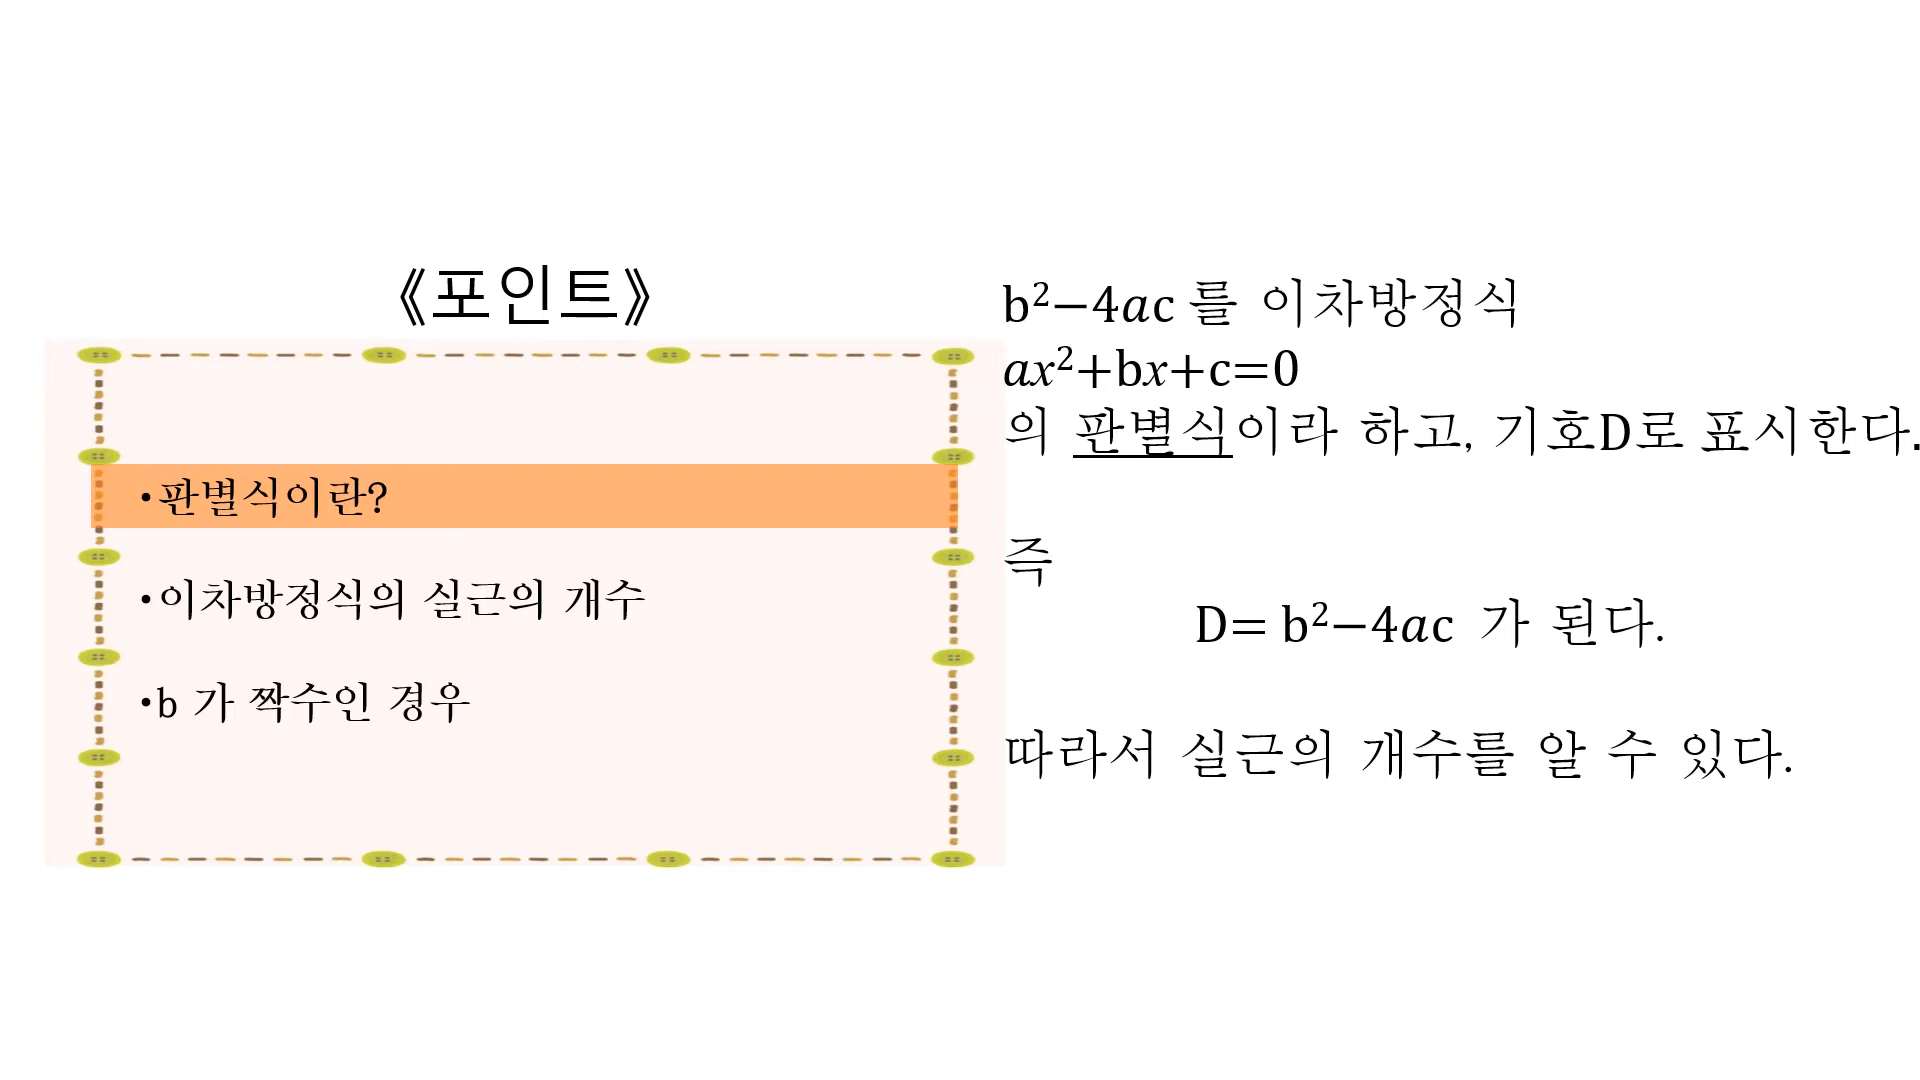 《포인트》
•판별식이란?
•이차방정식의 실근의 개수
•b 가 짝수인 경우
b²−4ac 를 이차방정식
ax²+bx+c=0
의 판별식이라 하고, 기호D로 표시한다.
즉
D= b²−4ac 가 된다.
따라서 실근의 개수를 알 수 있다.